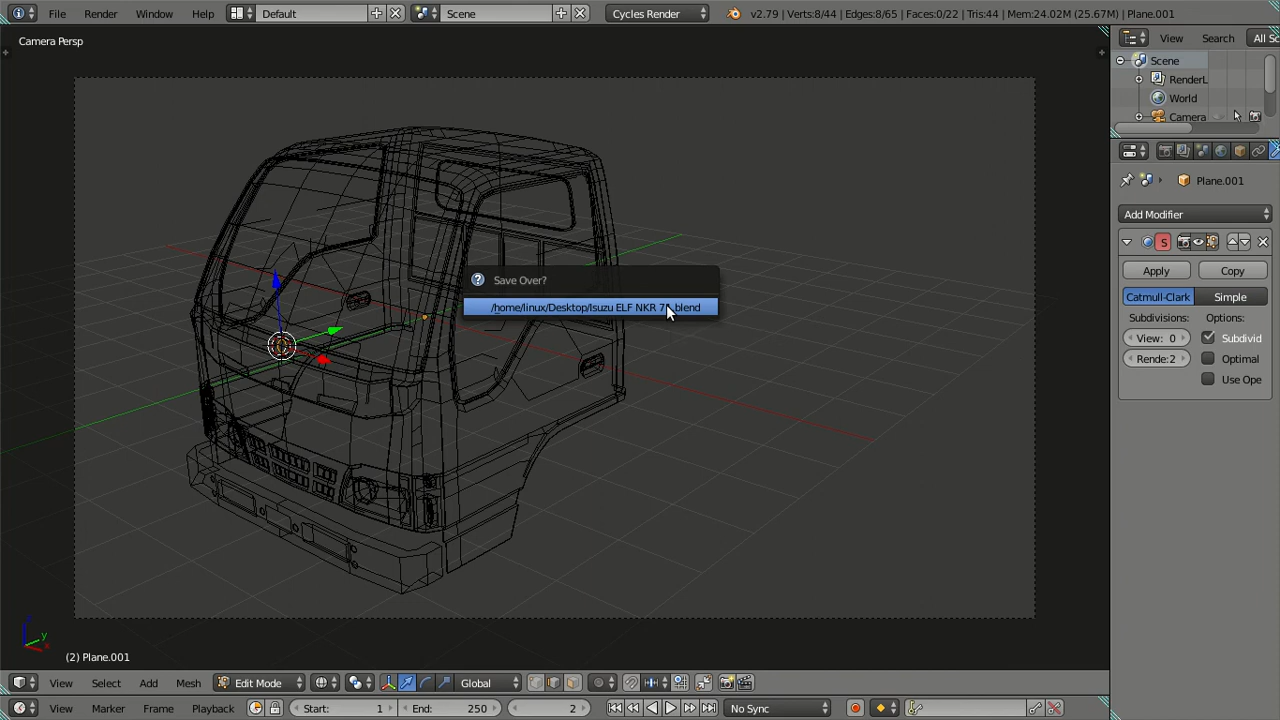 File Render Window Help Default Scene Cycles Render v2.79 | Verts:8/44 | Edges:8/65 | Faces:0/22 | Tris:44 | Mem:24.02M (25.67M) | Plane.001
Camera Persp
View Search All Sc
Scene
RenderL
World
Camera
Plane.001
Add Modifier
S
Apply Copy
Catmull-Clark Simple
Subdivisions: Options:
View: 0 Subdivid
Rende:2 Optimal
Use Ope
Save Over?
/home/linux/Desktop/Isuzu ELF NKR 71.blend
z y x
(2) Plane.001
View Select Add Mesh Edit Mode Global
View Marker Frame Playback Start: 1 End: 250 2 No Sync